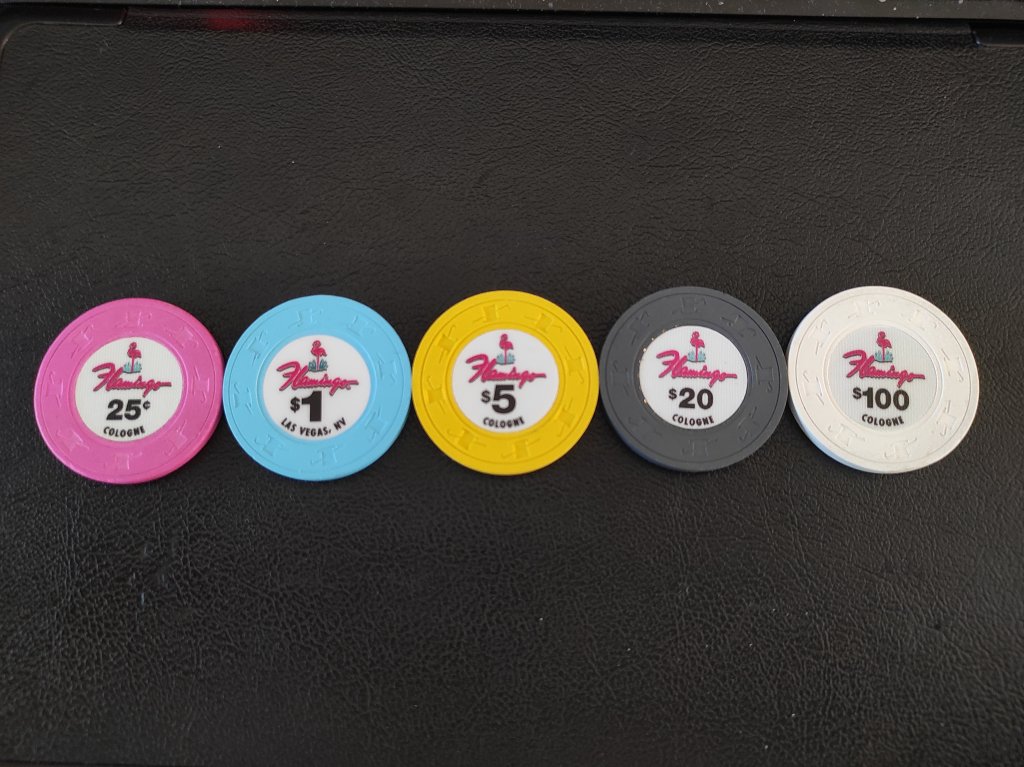 Flamingo
25¢
COLOGNE
Flamingo
$1
LAS VEGAS, NV
Flamingo
$5
COLOGNE
Flamingo
$20
COLOGNE
Flamingo
$100
COLOGNE